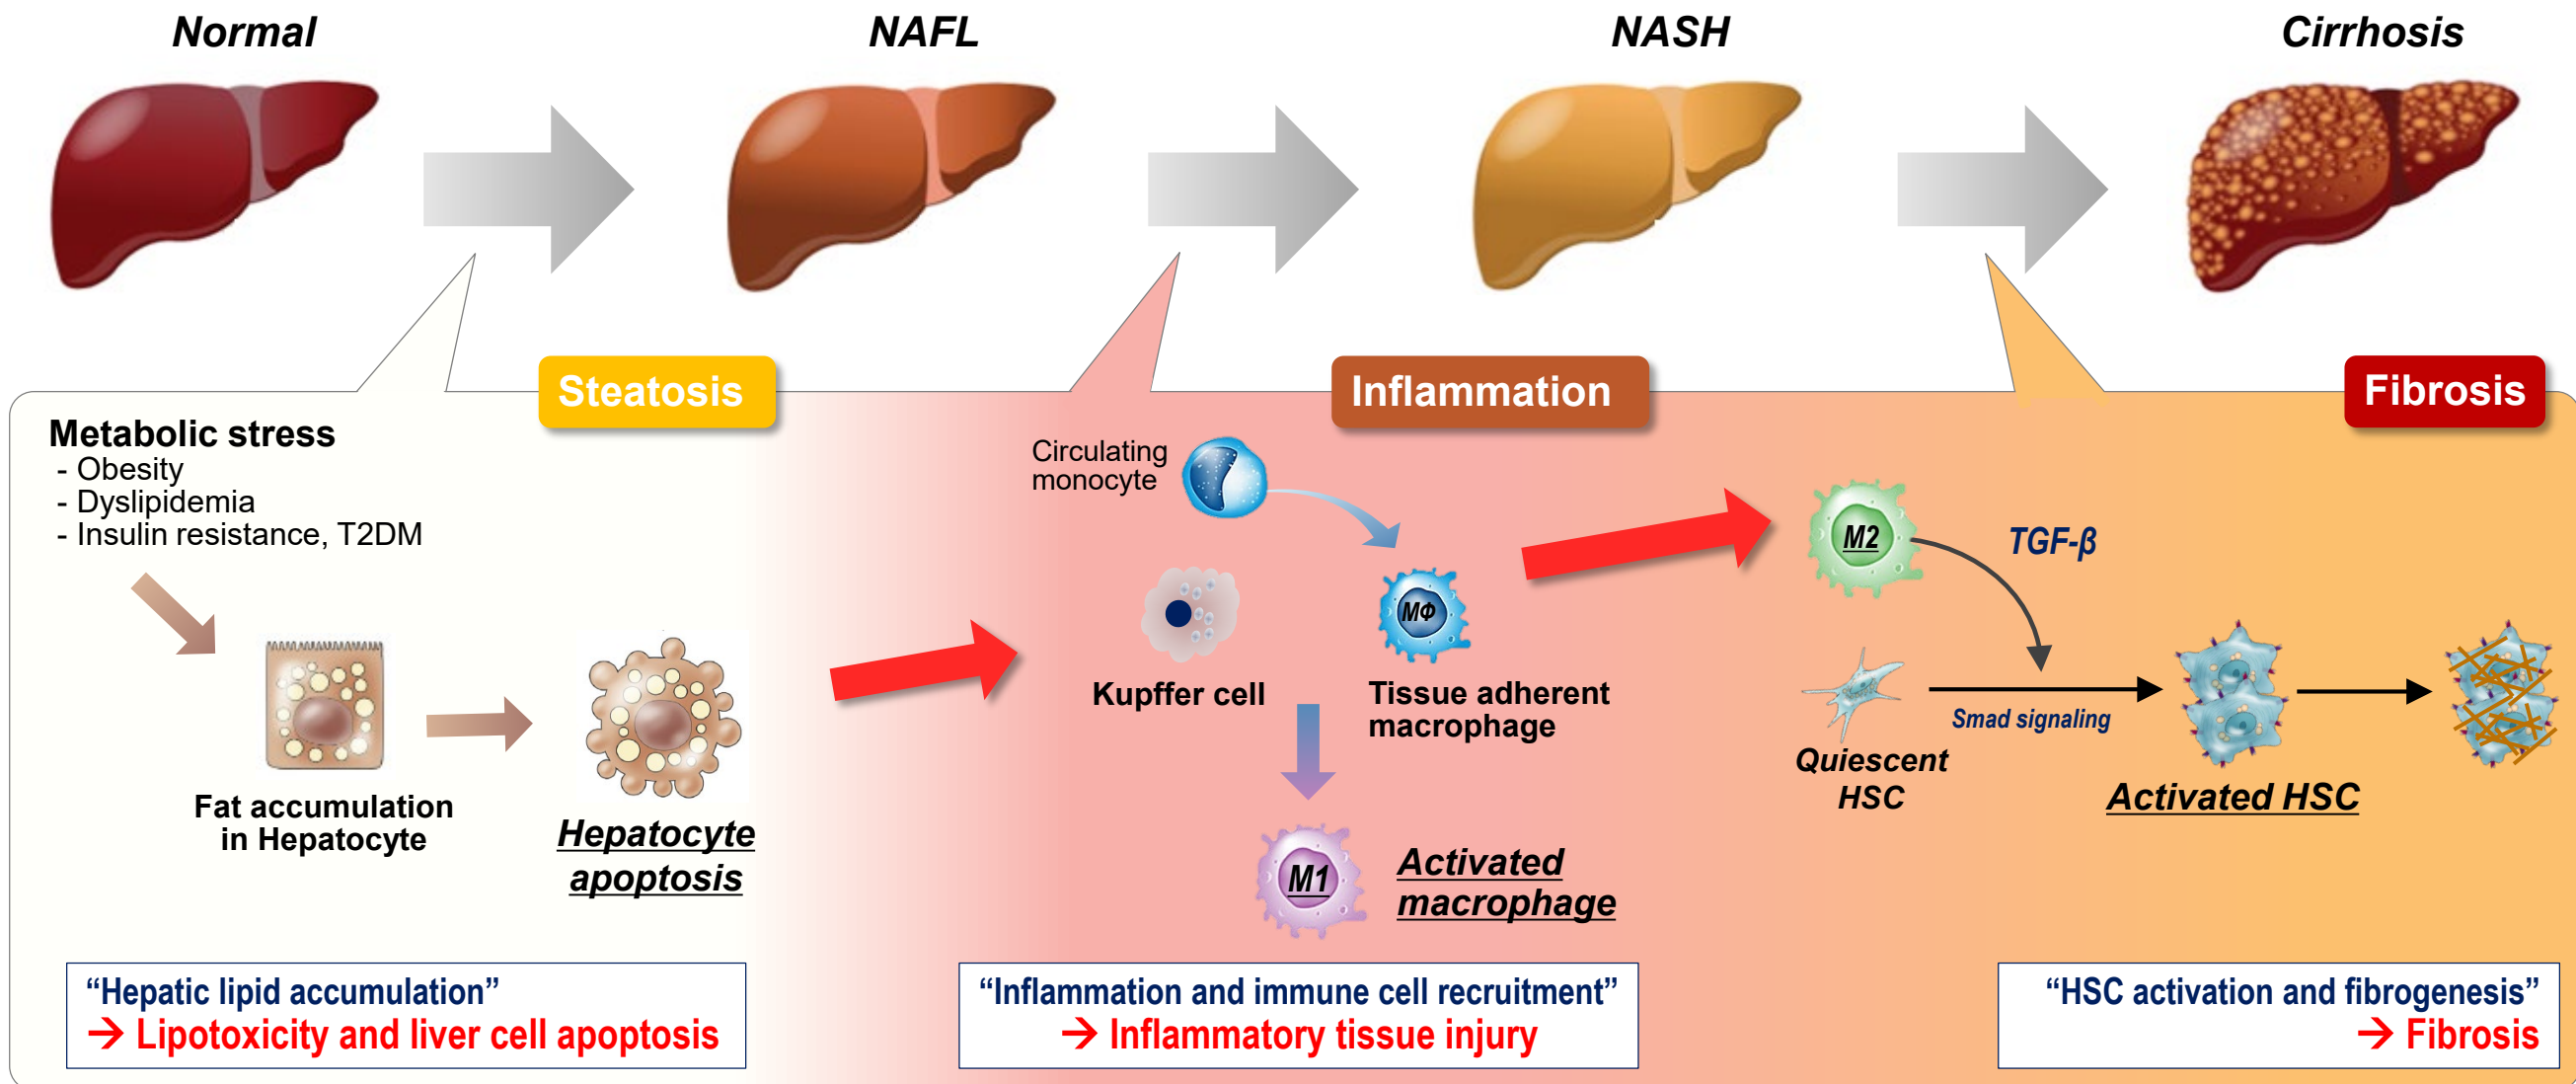 Normal
NAFL
NASH
Cirrhosis
Steatosis
Inflammation
Fibrosis
Metabolic stress
- Obesity
- Dyslipidemia
- Insulin resistance, T2DM
Fat accumulation
in Hepatocyte
Hepatocyte
apoptosis
Circulating
monocyte
MΦ
Kupffer cell
Tissue adherent
macrophage
M1
Activated
macrophage
M2
TGF-β
Smad signaling
Quiescent
HSC
Activated HSC
“Hepatic lipid accumulation”
→ Lipotoxicity and liver cell apoptosis
“Inflammation and immune cell recruitment”
→ Inflammatory tissue injury
“HSC activation and fibrogenesis”
→ Fibrosis